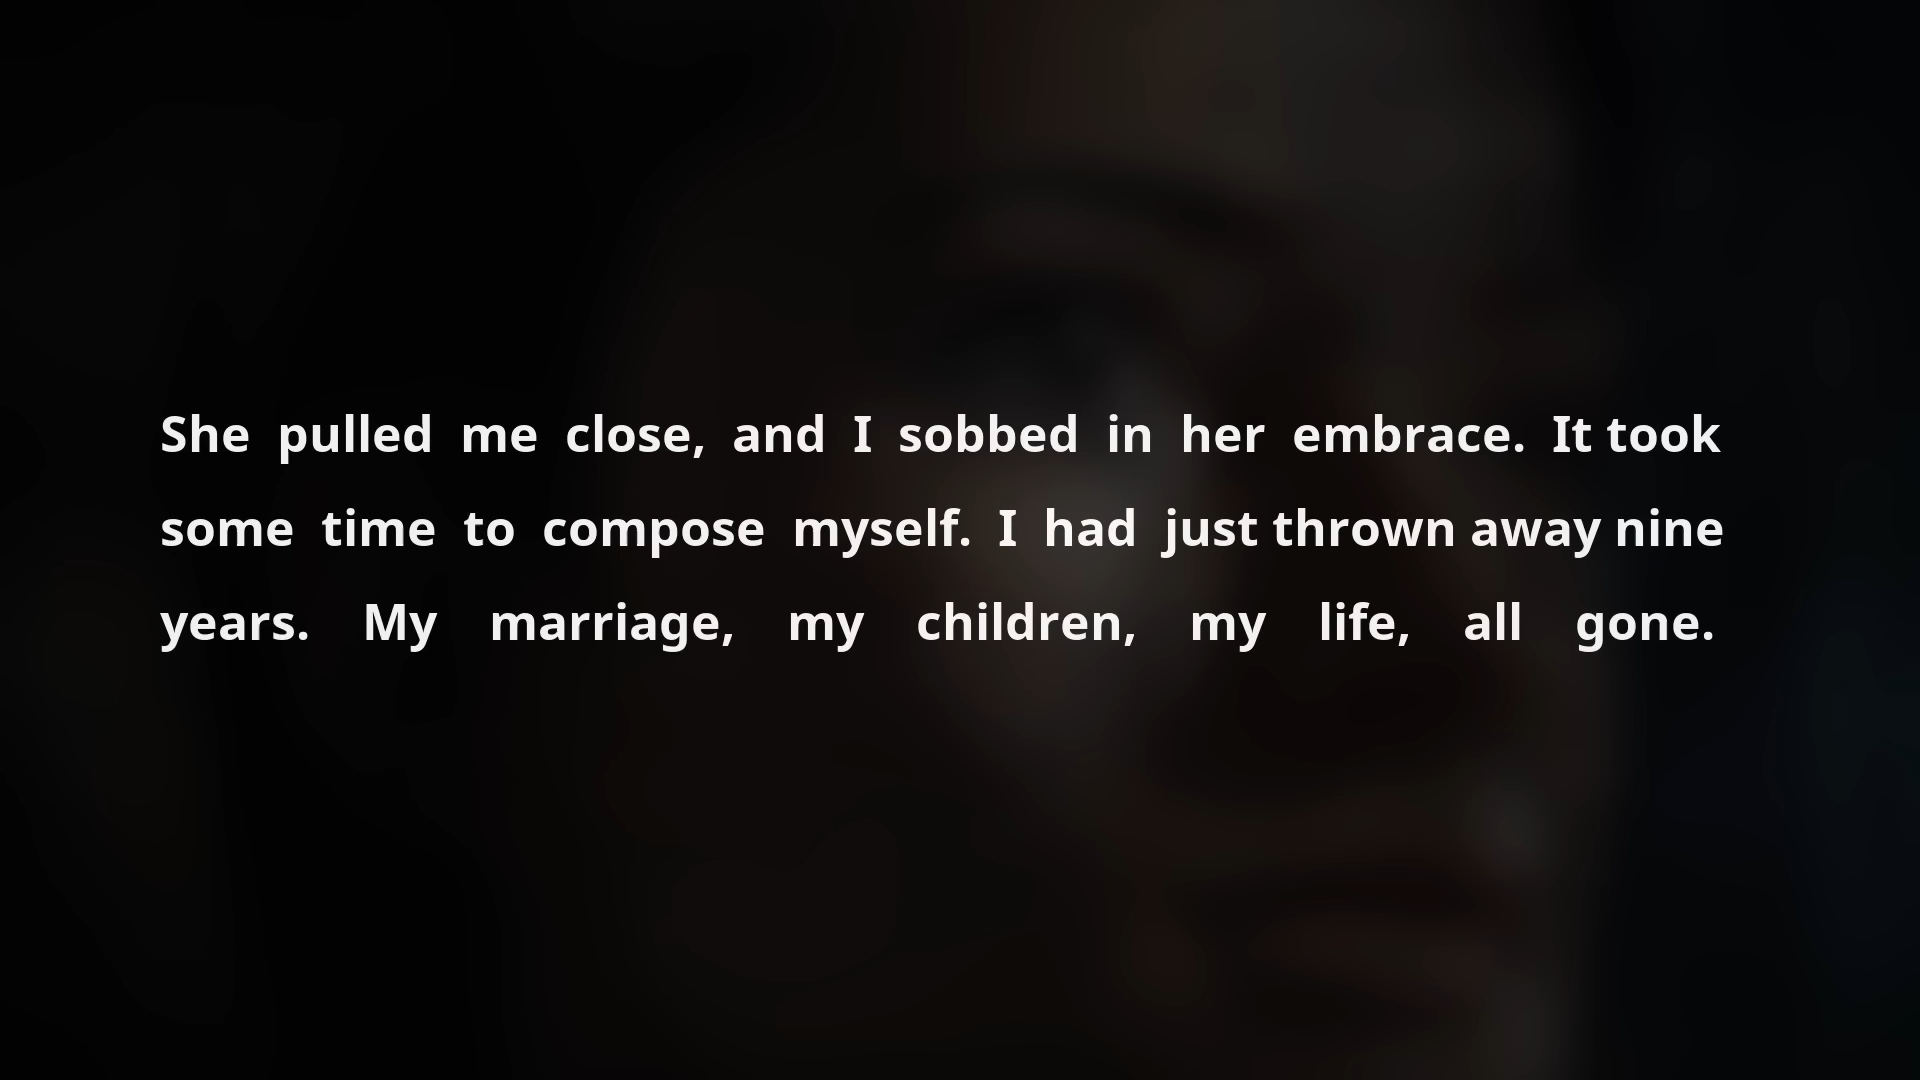 She pulled me close, and I sobbed in her embrace. It took
some time to compose myself. I had just thrown away nine
years. My marriage, my children, my life, all gone.